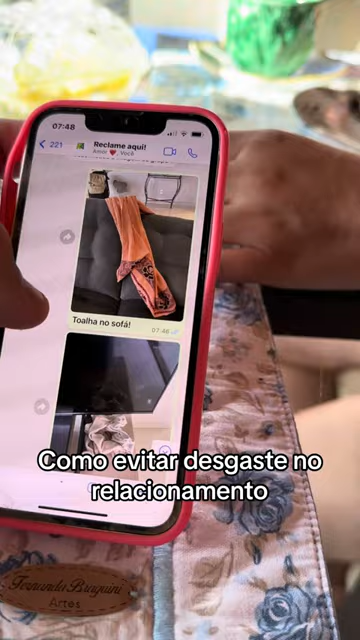 07:48
221
Reclame aqui!
Amor ❤️, Você
Toalha no sofá!
07:46
Como evitar desgaste no
relacionamento
Fernanda Braguini
Artes